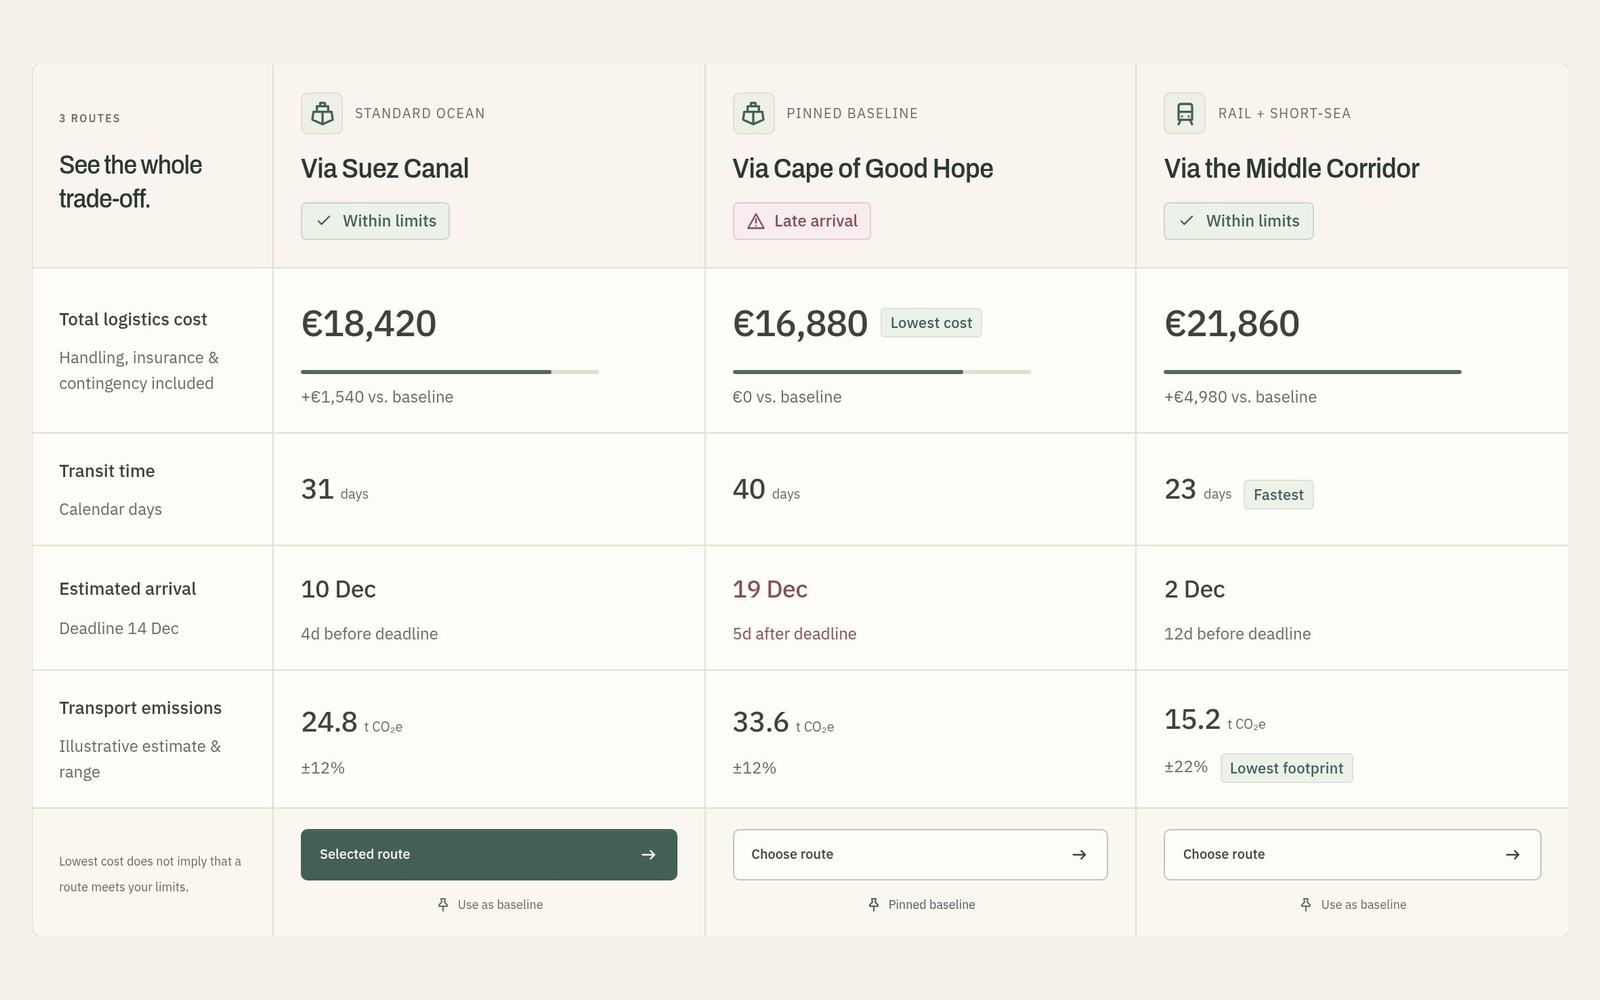 3 ROUTES
See the whole
trade-off.
STANDARD OCEAN
Via Suez Canal
Within limits
PINNED BASELINE
Via Cape of Good Hope
Late arrival
RAIL + SHORT-SEA
Via the Middle Corridor
Within limits
Total logistics cost
Handling, insurance &
contingency included
€18,420
+€1,540 vs. baseline
€16,880 Lowest cost
€0 vs. baseline
€21,860
+€4,980 vs. baseline
Transit time
Calendar days
31 days
40 days
23 days Fastest
Estimated arrival
Deadline 14 Dec
10 Dec
4d before deadline
19 Dec
5d after deadline
2 Dec
12d before deadline
Transport emissions
Illustrative estimate &
range
24.8 t CO₂e
±12%
33.6 t CO₂e
±12%
15.2 t CO₂e
±22% Lowest footprint
Lowest cost does not imply that a
route meets your limits.
Selected route
Use as baseline
Choose route
Pinned baseline
Choose route
Use as baseline